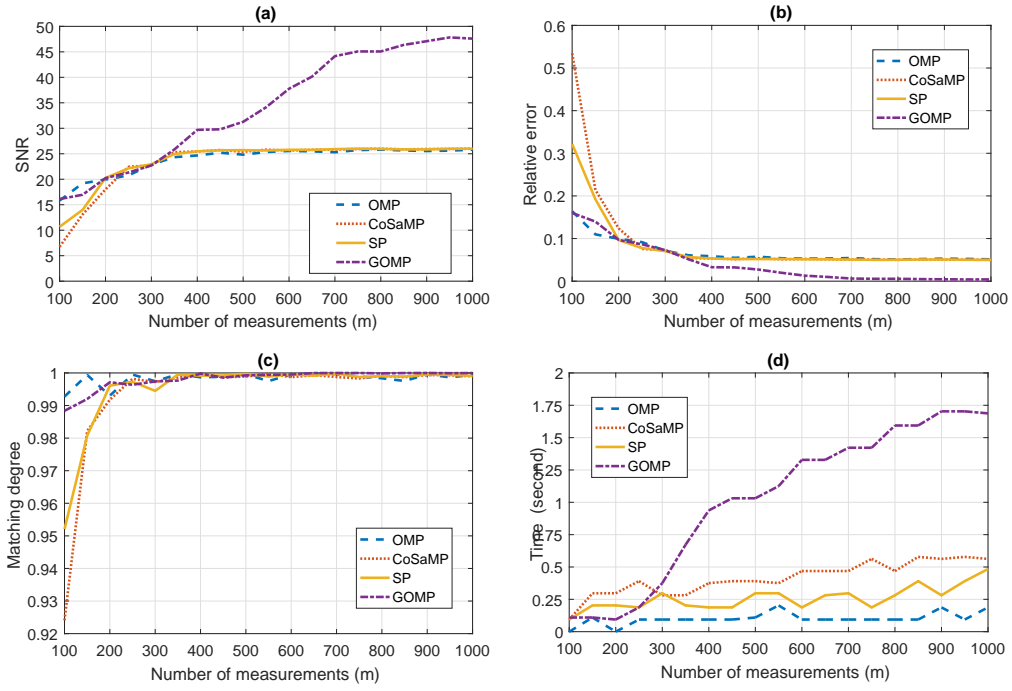 (a)
50
45
40
35
30
25
20
15
10
5
0
SNR
100 200 300 400 500 600 700 800 900 1000
Number of measurements (m)
OMP
CoSaMP
SP
GOMP
(b)
0.6
0.5
0.4
0.3
0.2
0.1
0
Relative error
100 200 300 400 500 600 700 800 900 1000
Number of measurements (m)
OMP
CoSaMP
SP
GOMP
(c)
1
0.99
0.98
0.97
0.96
0.95
0.94
0.93
0.92
Matching degree
100 200 300 400 500 600 700 800 900 1000
Number of measurements (m)
OMP
CoSaMP
SP
GOMP
(d)
2
1.75
1.5
1.25
1
0.75
0.5
0.25
0
Time (second)
100 200 300 400 500 600 700 800 900 1000
Number of measurements (m)
OMP
CoSaMP
SP
GOMP